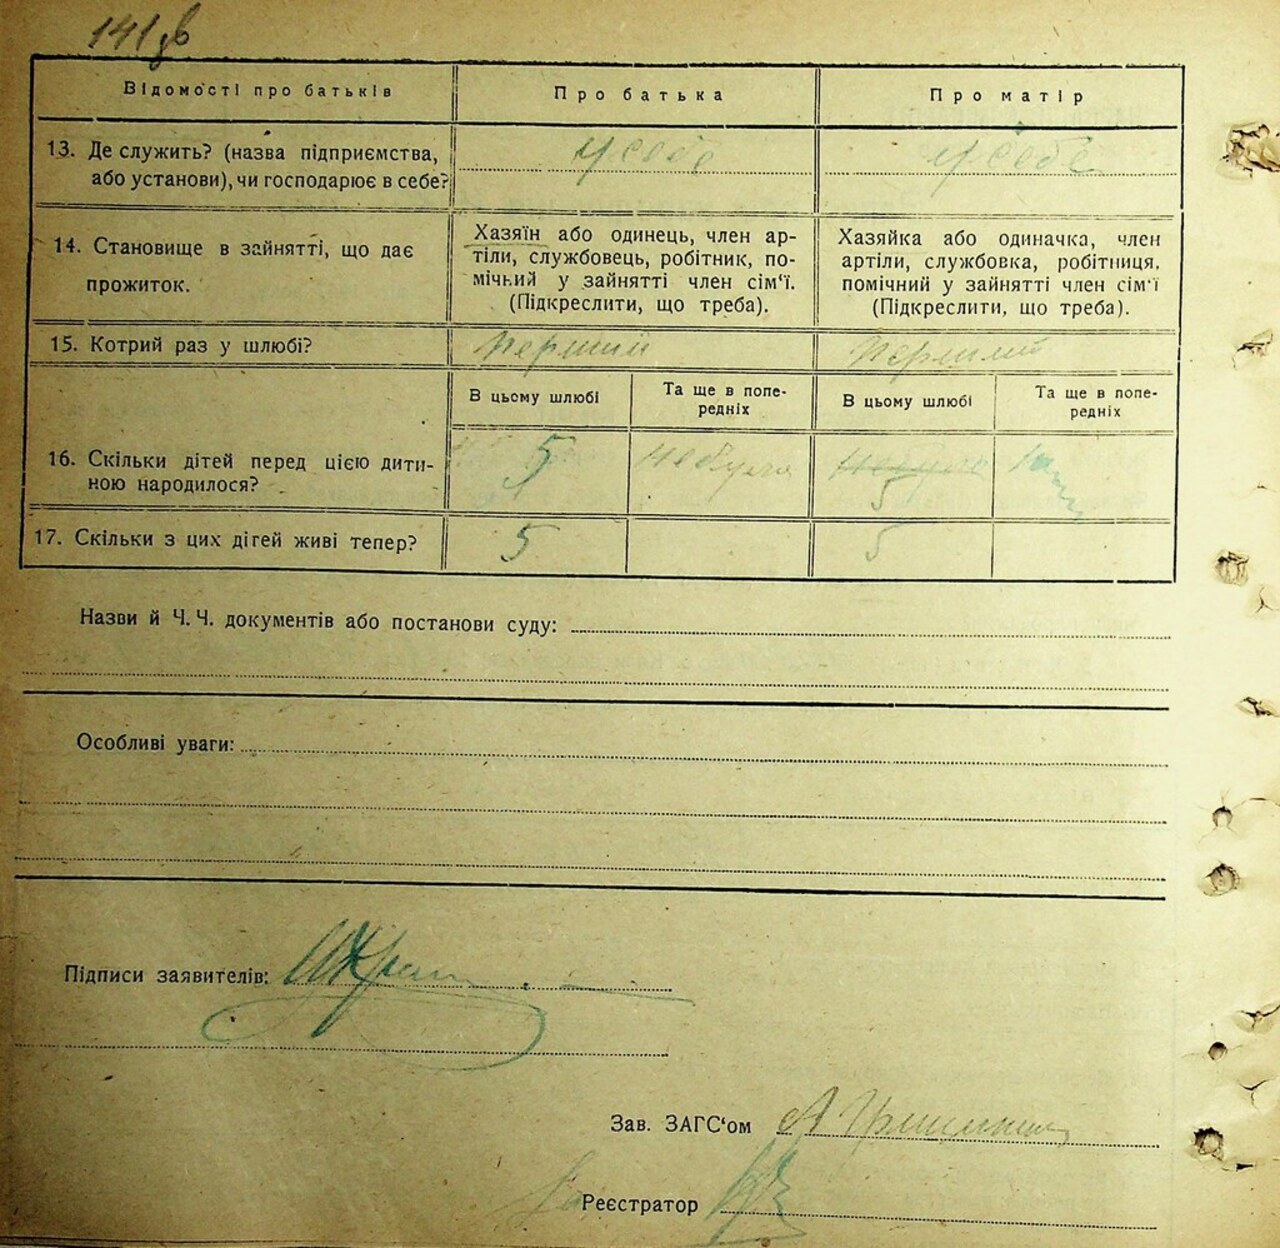 141 зв
Відомості про батьків
Про батька
Про матір
13. Де служить? (назва підприємства,
або установи), чи господарює в себе?
у себе
у себе
14. Становище в зайнятті, що дає
прожиток.
Хазяїн або одинець, член ар-
тіли, службовець, робітник, по-
мічний у зайнятті член сім‘ї.
(Підкреслити, що треба).
Хазяйка або одиначка, член
артіли, службовка, робітниця,
помічний у зайнятті член сім‘ї
(Підкреслити, що треба).
15. Котрий раз у шлюбі?
Перший
Перший
В цьому шлюбі
Та ще в попе-
редніх
В цьому шлюбі
Та ще в попе-
редніх
16. Скільки дітей перед цією дити-
ною народилося?
5
не було
5
17. Скільки з цих дітей живі тепер?
5
5
Назви й Ч. Ч. документів або постанови суду:
Особливі уваги:
Підписи заявителів:
Зав. ЗАГС‘ом
Реєстратор